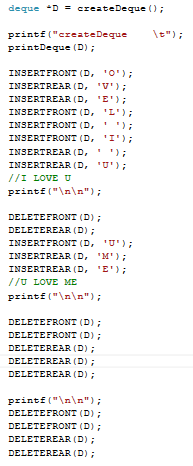 deque *D = createDeque();
printf("createDeque    \t");
printDeque(D);
INSERTFRONT(D, 'O');
INSERTREAR(D, 'V');
INSERTREAR(D, 'E');
INSERTFRONT(D, 'L');
INSERTFRONT(D, ' ');
INSERTFRONT(D, 'I');
INSERTREAR(D, ' ');
INSERTREAR(D, 'U');
//I LOVE U
printf("\n\n");
DELETEFRONT(D);
DELETEREAR(D);
INSERTFRONT(D, 'U');
INSERTREAR(D, 'M');
INSERTREAR(D, 'E');
//U LOVE ME
printf("\n\n");
DELETEFRONT(D);
DELETEFRONT(D);
DELETEREAR(D);
DELETEREAR(D);
DELETEREAR(D);
printf("\n\n");
DELETEFRONT(D);
DELETEFRONT(D);
DELETEREAR(D);
DELETEREAR(D);